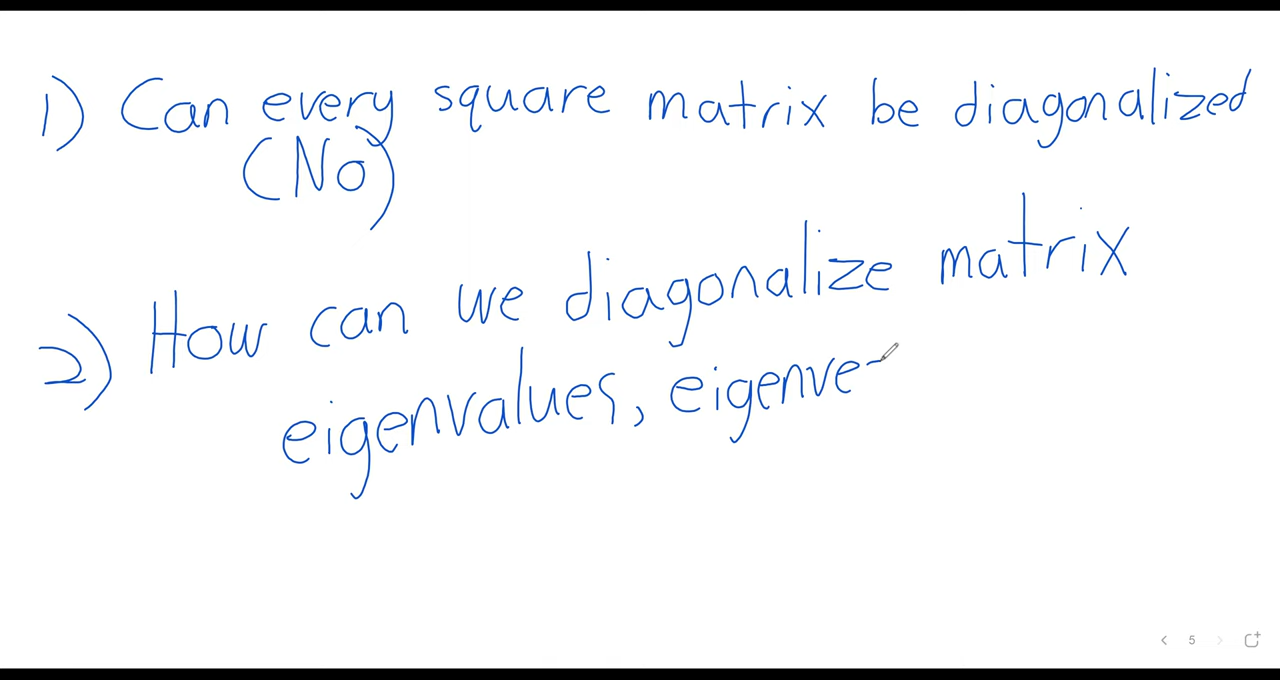 1) Can every square matrix be diagonalized
(No)
2) How can we diagonalize matrix
eigenvalues, eigenve
5